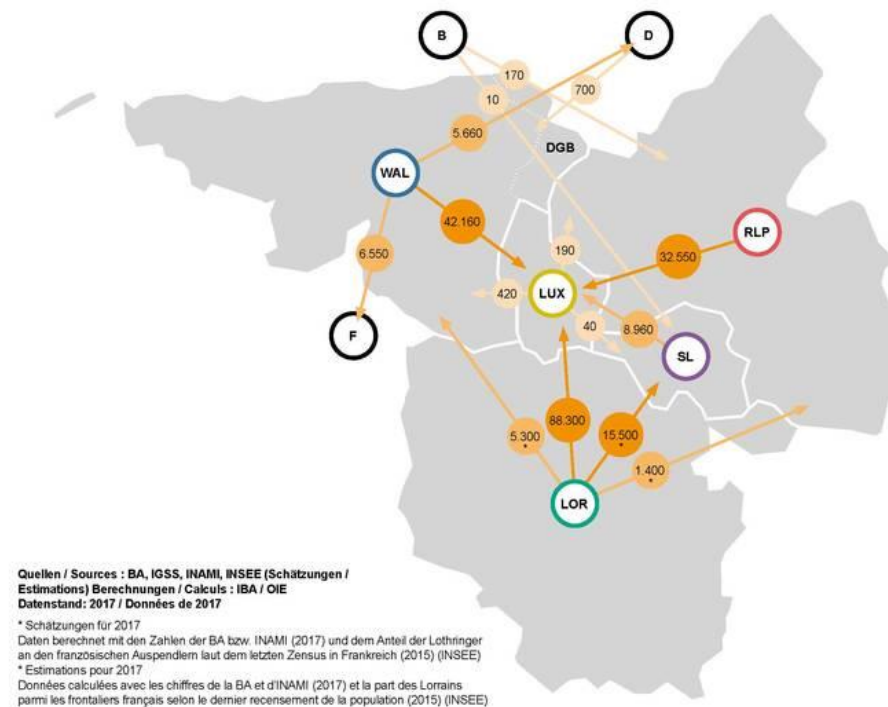 B
D
170
700
10
5.660
DGB
WAL
42.160
RLP
190
32.550
6.550
LUX
420
40
8.960
F
SL
88.300
5.300
*
15.500
*
1.400
*
LOR
Quellen / Sources : BA, IGSS, INAMI, INSEE (Schätzungen /
Estimations) Berechnungen / Calculs : IBA / OIE
Datenstand: 2017 / Données de 2017
* Schätzungen für 2017
Daten berechnet mit den Zahlen der BA bzw. INAMI (2017) und dem Anteil der Lothringer
an den französischen Auspendlern laut dem letzten Zensus in Frankreich (2015) (INSEE)
* Estimations pour 2017
Données calculées avec les chiffres de la BA et d'INAMI (2017) et la part des Lorrains
parmi les frontaliers français selon le dernier recensement de la population (2015) (INSEE)